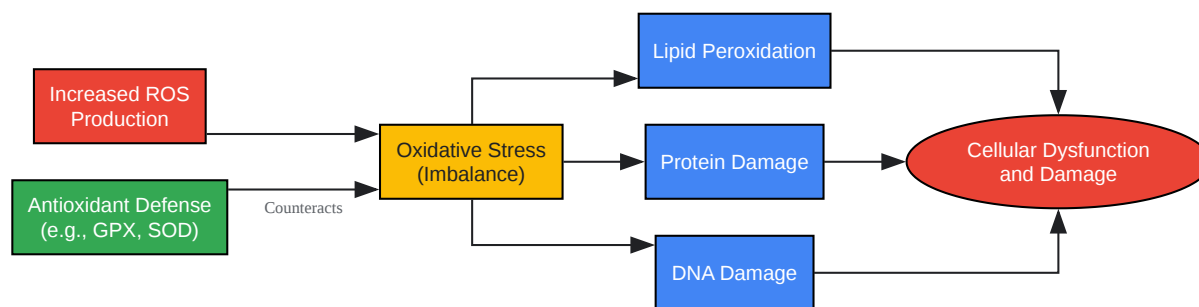 Increased ROS
Production
Antioxidant Defense
(e.g., GPX, SOD)
Counteracts
Oxidative Stress
(Imbalance)
Lipid Peroxidation
Protein Damage
DNA Damage
Cellular Dysfunction
and Damage